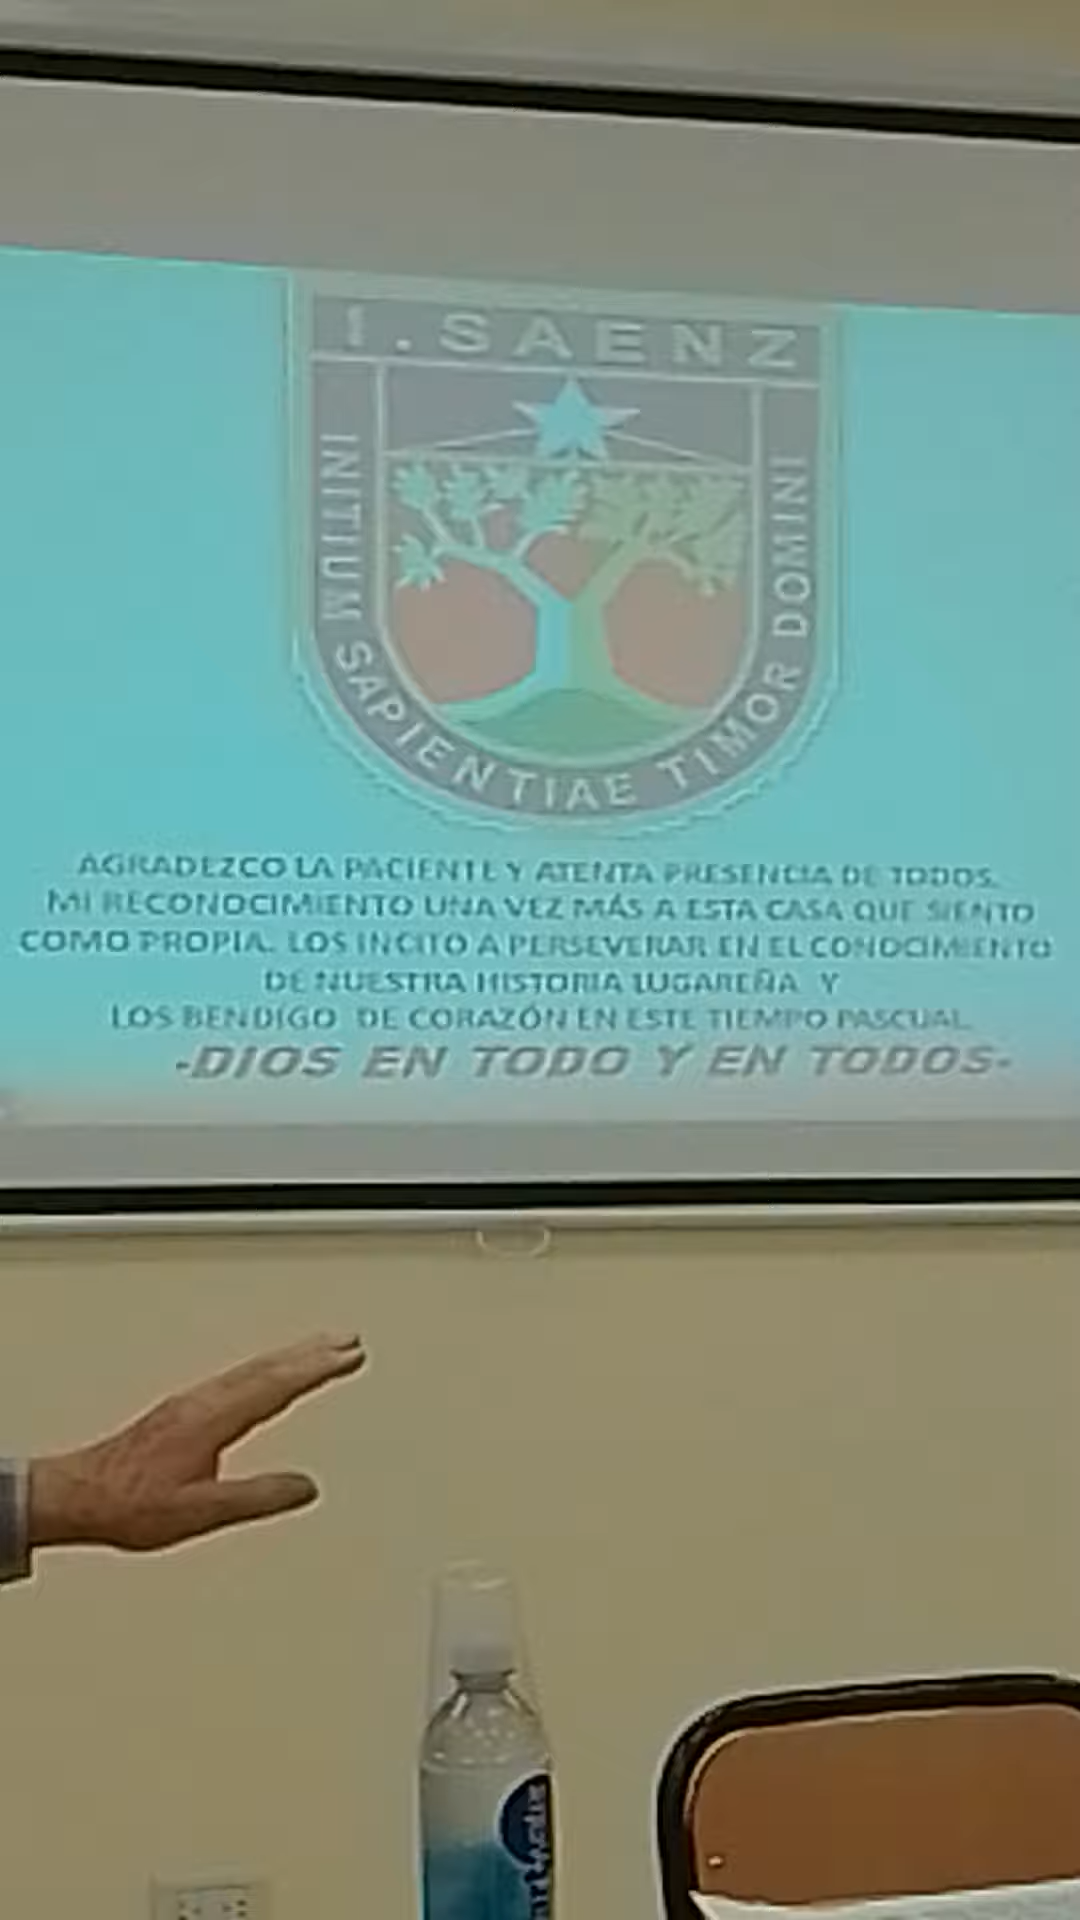 I. SAENZ
INITIUM SAPIENTIAE TIMOR DOMINI
AGRADEZCO LA PACIENTE Y ATENTA PRESENCIA DE TODOS.
MI RECONOCIMIENTO UNA VEZ MÁS A ESTA CASA QUE SIENTO
COMO PROPIA. LOS INCITO A PERSEVERAR EN EL CONOCIMIENTO
DE NUESTRA HISTORIA LUGAREÑA Y
LOS BENDIGO DE CORAZÓN EN ESTE TIEMPO PASCUAL
-DIOS EN TODO Y EN TODOS-